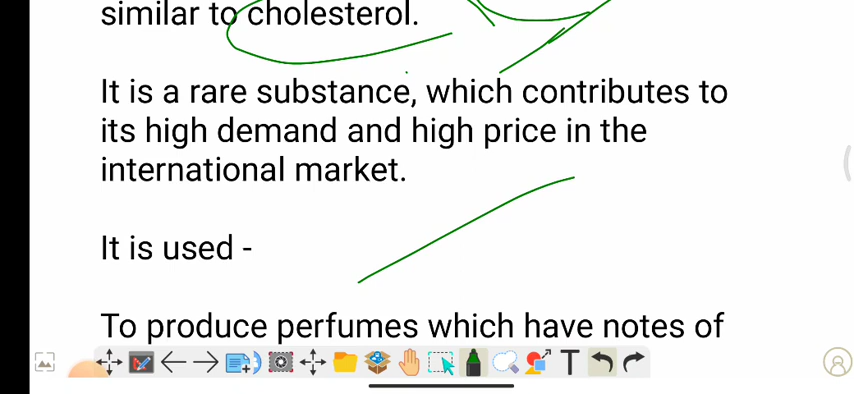 similar to cholesterol.
It is a rare substance, which contributes to
its high demand and high price in the
international market.
It is used -
To produce perfumes which have notes of
T